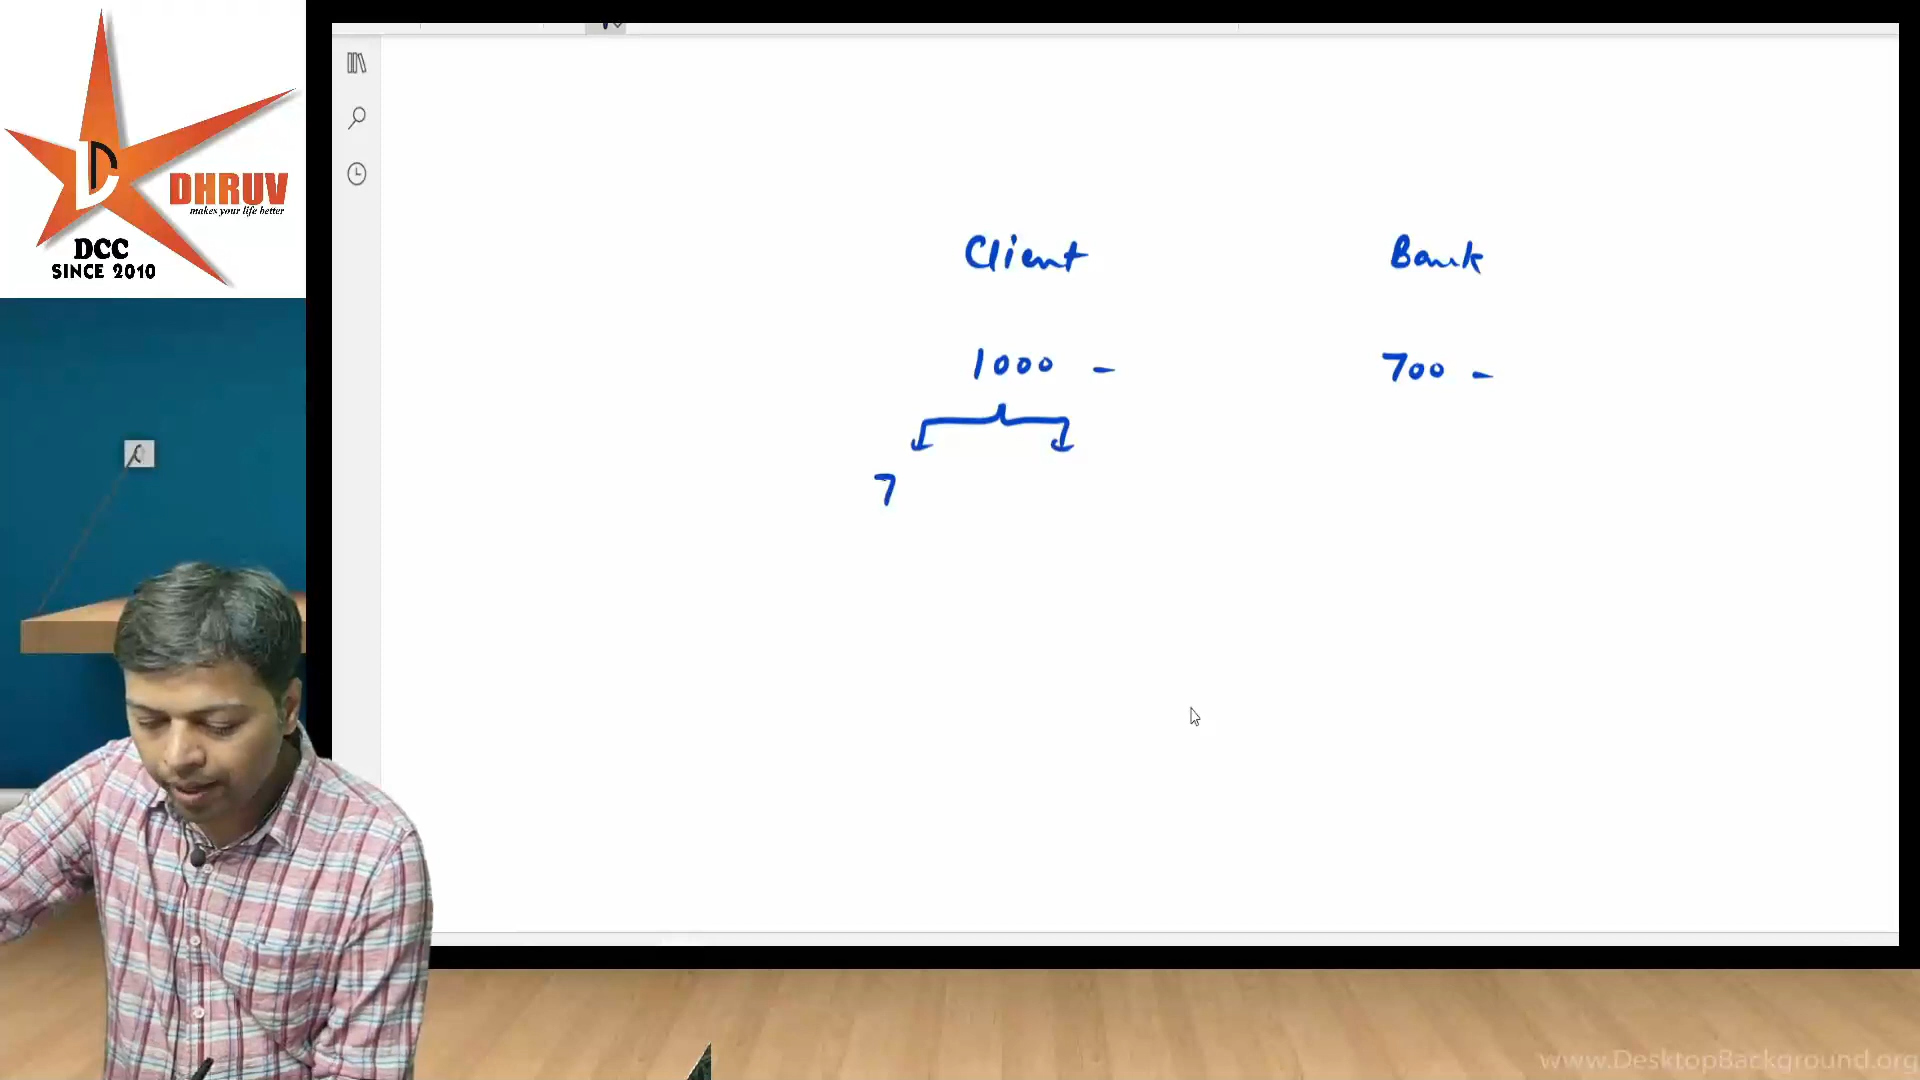 D
DHRUV
makes your life better
DCC
SINCE 2010
Client Bank
1000 - 700 -
7
www.DesktopBackground.org